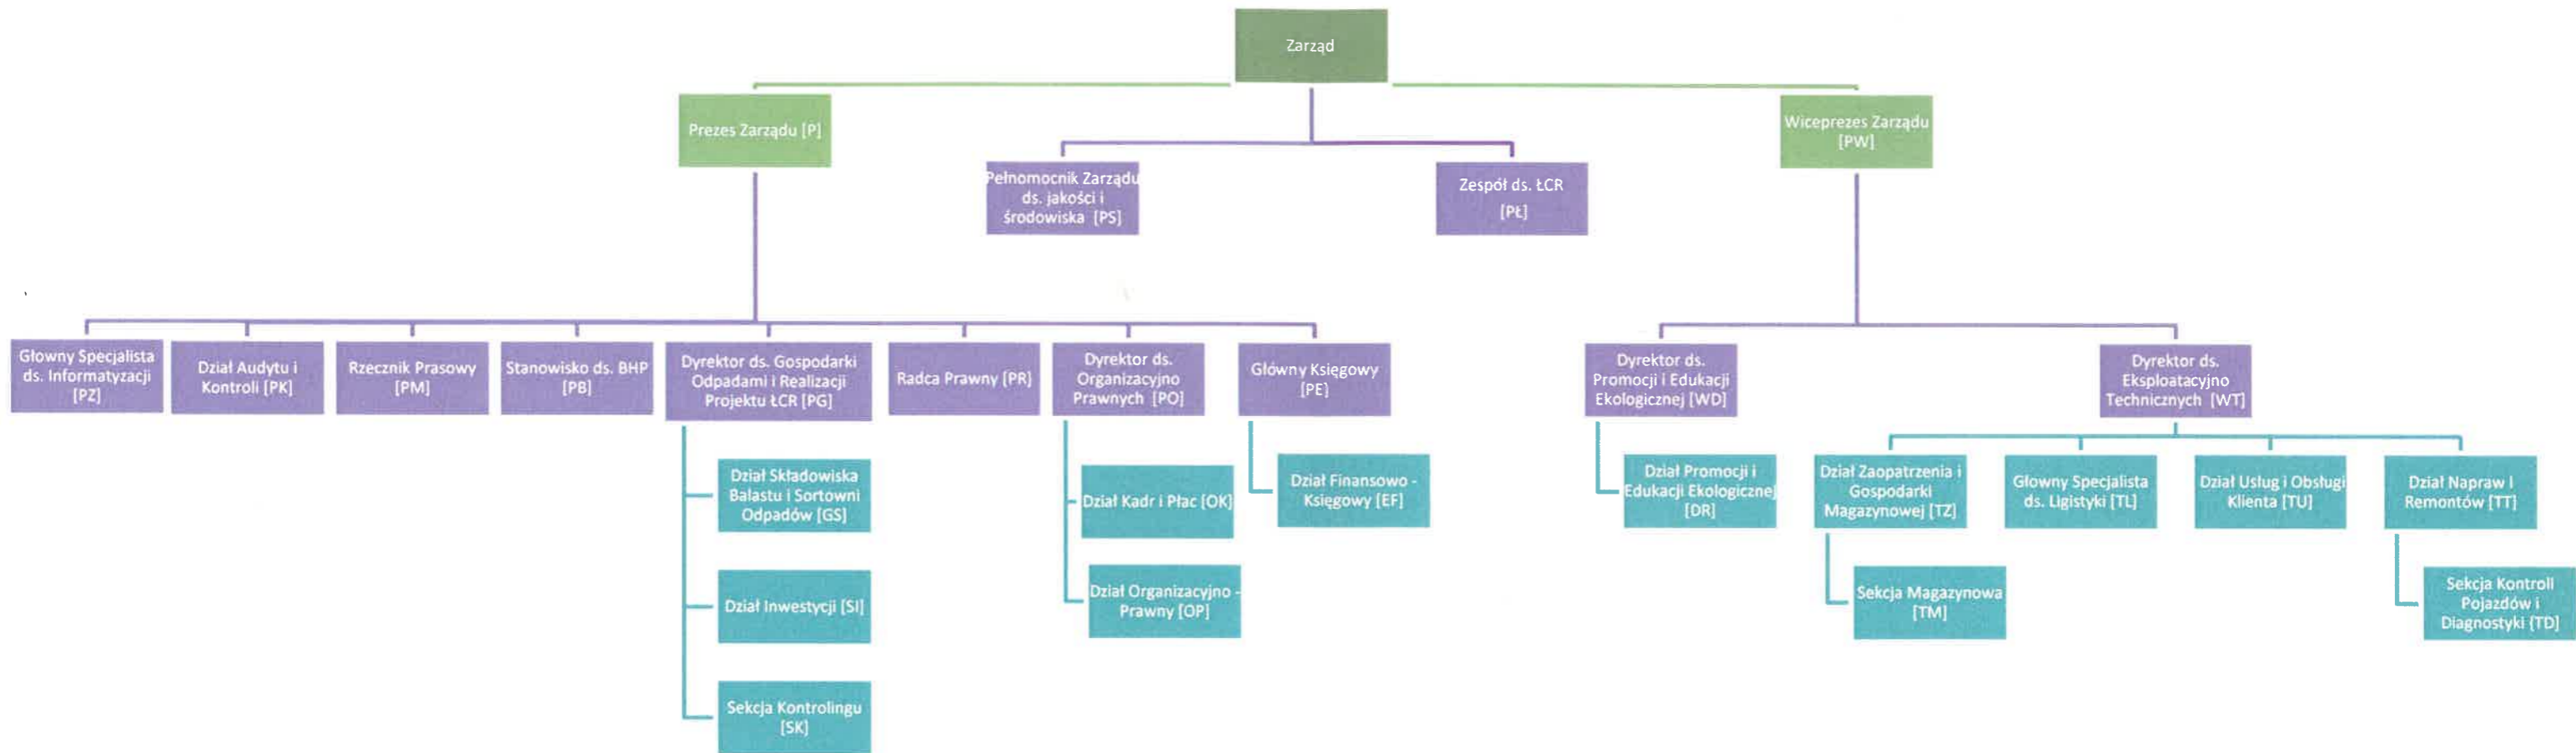 Zarząd
Prezes Zarządu [P]
Wiceprezes Zarządu
[PW]
Pełnomocnik Zarządu
ds. jakości i
środowiska [PS]
Zespół ds. ŁCR
[PŁ]
Głowny Specjalista
ds. Informatyzacji
[PZ]
Dział Audytu i
Kontroli [PK]
Rzecznik Prasowy
[PM]
Stanowisko ds. BHP
[PB]
Dyrektor ds. Gospodarki
Odpadami i Realizacji
Projektu ŁCR [PG]
Radca Prawny [PR]
Dyrektor ds.
Organizacyjno
Prawnych [PO]
Główny Księgowy
[PE]
Dyrektor ds.
Promocji i Edukacji
Ekologicznej [WD]
Dyrektor ds.
Eksploatacyjno
Technicznych [WT]
Dział Składowiska
Balastu i Sortowni
Odpadów [GS]
Dział Inwestycji [SI]
Sekcja Kontrolingu
[SK]
Dział Kadr i Płac [OK]
Dział Organizacyjno -
Prawny [OP]
Dział Finansowo -
Księgowy [EF]
Dział Promocji i
Edukacji Ekologicznej
[DR]
Dział Zaopatrzenia i
Gospodarki
Magazynowej [TZ]
Głowny Specjalista
ds. Ligistyki [TL]
Dział Usług i Obsługi
Klienta [TU]
Dział Napraw i
Remontów [TT]
Sekcja Magazynowa
[TM]
Sekcja Kontroli
Pojazdów i
Diagnostyki [TD]